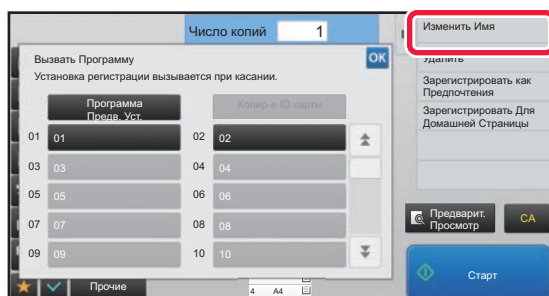 Число копий 1
Изменить Имя
Вызвать Программу
OK
Удалить
Установка регистрации вызывается при касании.
Зарегистрировать как
Предпочтения
Программа
Предв. Уст.
Копир-е ID карты
Зарегистрировать Для
Домашней Страницы
01 01
02 02
03 03
04 04
05 05
06 06
07 07
08 08
09 09
10 10
Предварит.
Просмотр
CA
Прочие
4 A4
Старт